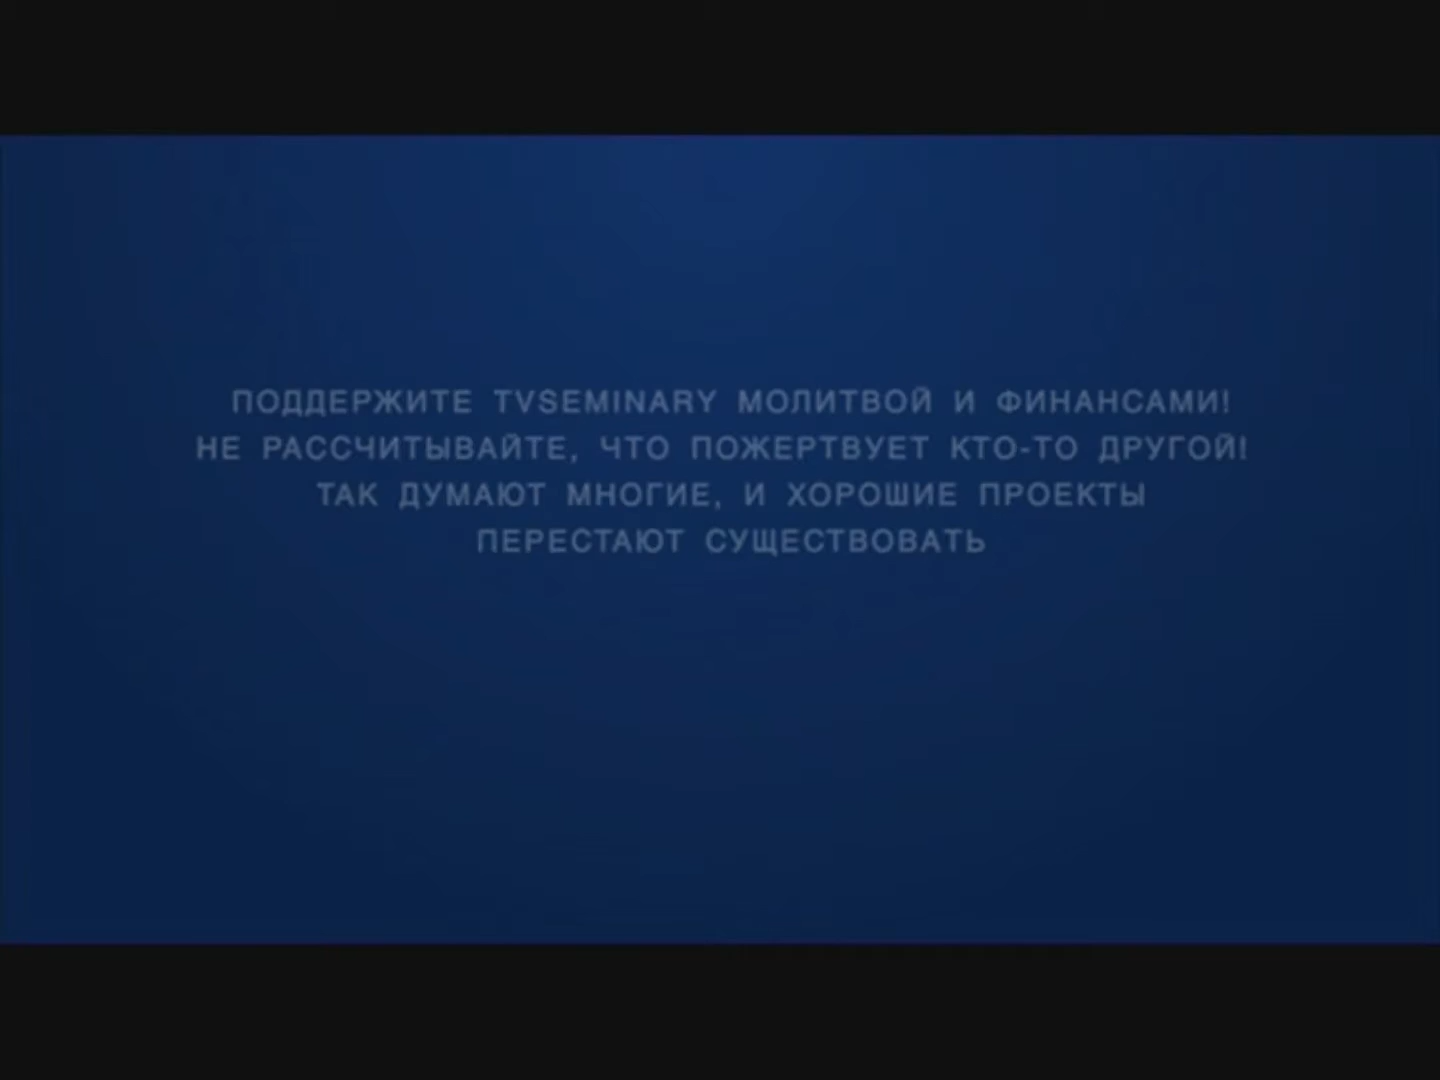 ПОДДЕРЖИТЕ TVSEMINARY МОЛИТВОЙ И ФИНАНСАМИ!
НЕ РАССЧИТЫВАЙТЕ, ЧТО ПОЖЕРТВУЕТ КТО-ТО ДРУГОЙ!
ТАК ДУМАЮТ МНОГИЕ, И ХОРОШИЕ ПРОЕКТЫ
ПЕРЕСТАЮТ СУЩЕСТВОВАТЬ